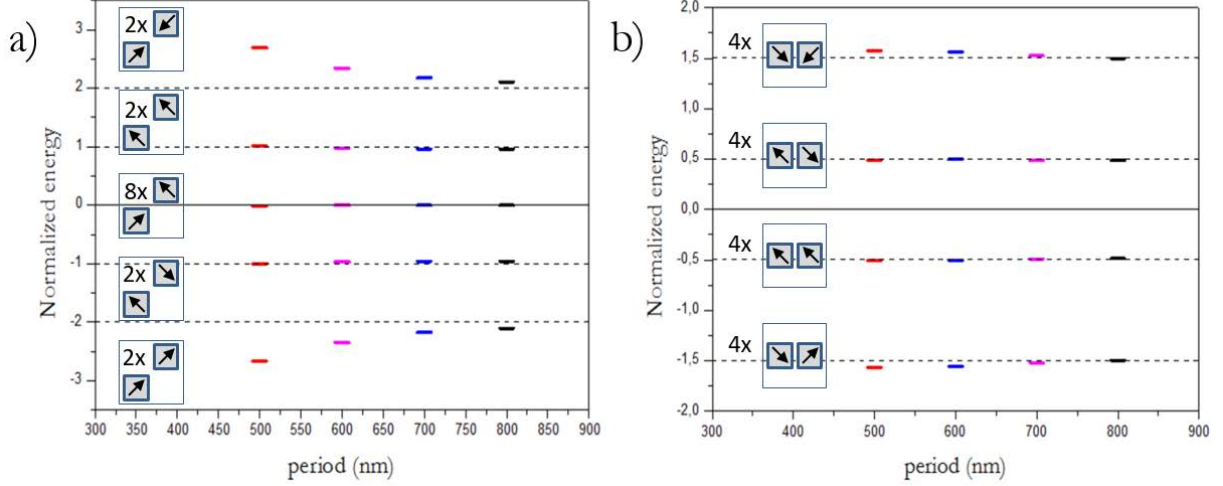 a)
Normalized energy
3
2
1
0
-1
-2
-3
2x
2x
8x
2x
2x
300 350 400 450 500 550 600 650 700 750 800 850 900
period (nm)
b)
Normalized energy
2,0
1,5
1,0
0,5
0,0
-0,5
-1,0
-1,5
-2,0
4x
4x
4x
4x
300 400 500 600 700 800 900
period (nm)